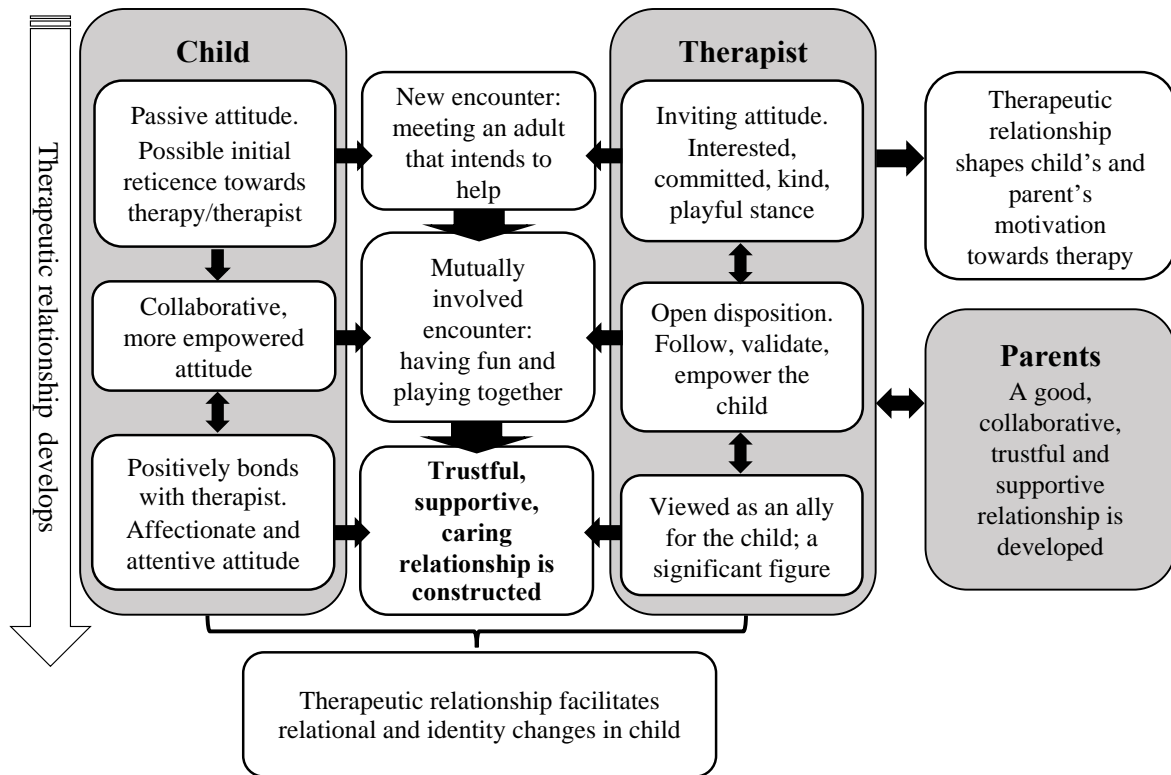 Therapeutic relationship develops
Child
Passive attitude.
Possible initial
reticence towards
therapy/therapist
Collaborative,
more empowered
attitude
Positively bonds
with therapist.
Affectionate and
attentive attitude
New encounter:
meeting an adult
that intends to
help
Mutually
involved
encounter:
having fun and
playing together
Trustful,
supportive,
caring
relationship is
constructed
Therapist
Inviting attitude.
Interested,
committed, kind,
playful stance
Open disposition.
Follow, validate,
empower the
child
Viewed as an ally
for the child; a
significant figure
Therapeutic
relationship
shapes child’s and
parent’s
motivation
towards therapy
Parents
A good,
collaborative,
trustful and
supportive
relationship is
developed
Therapeutic relationship facilitates
relational and identity changes in child